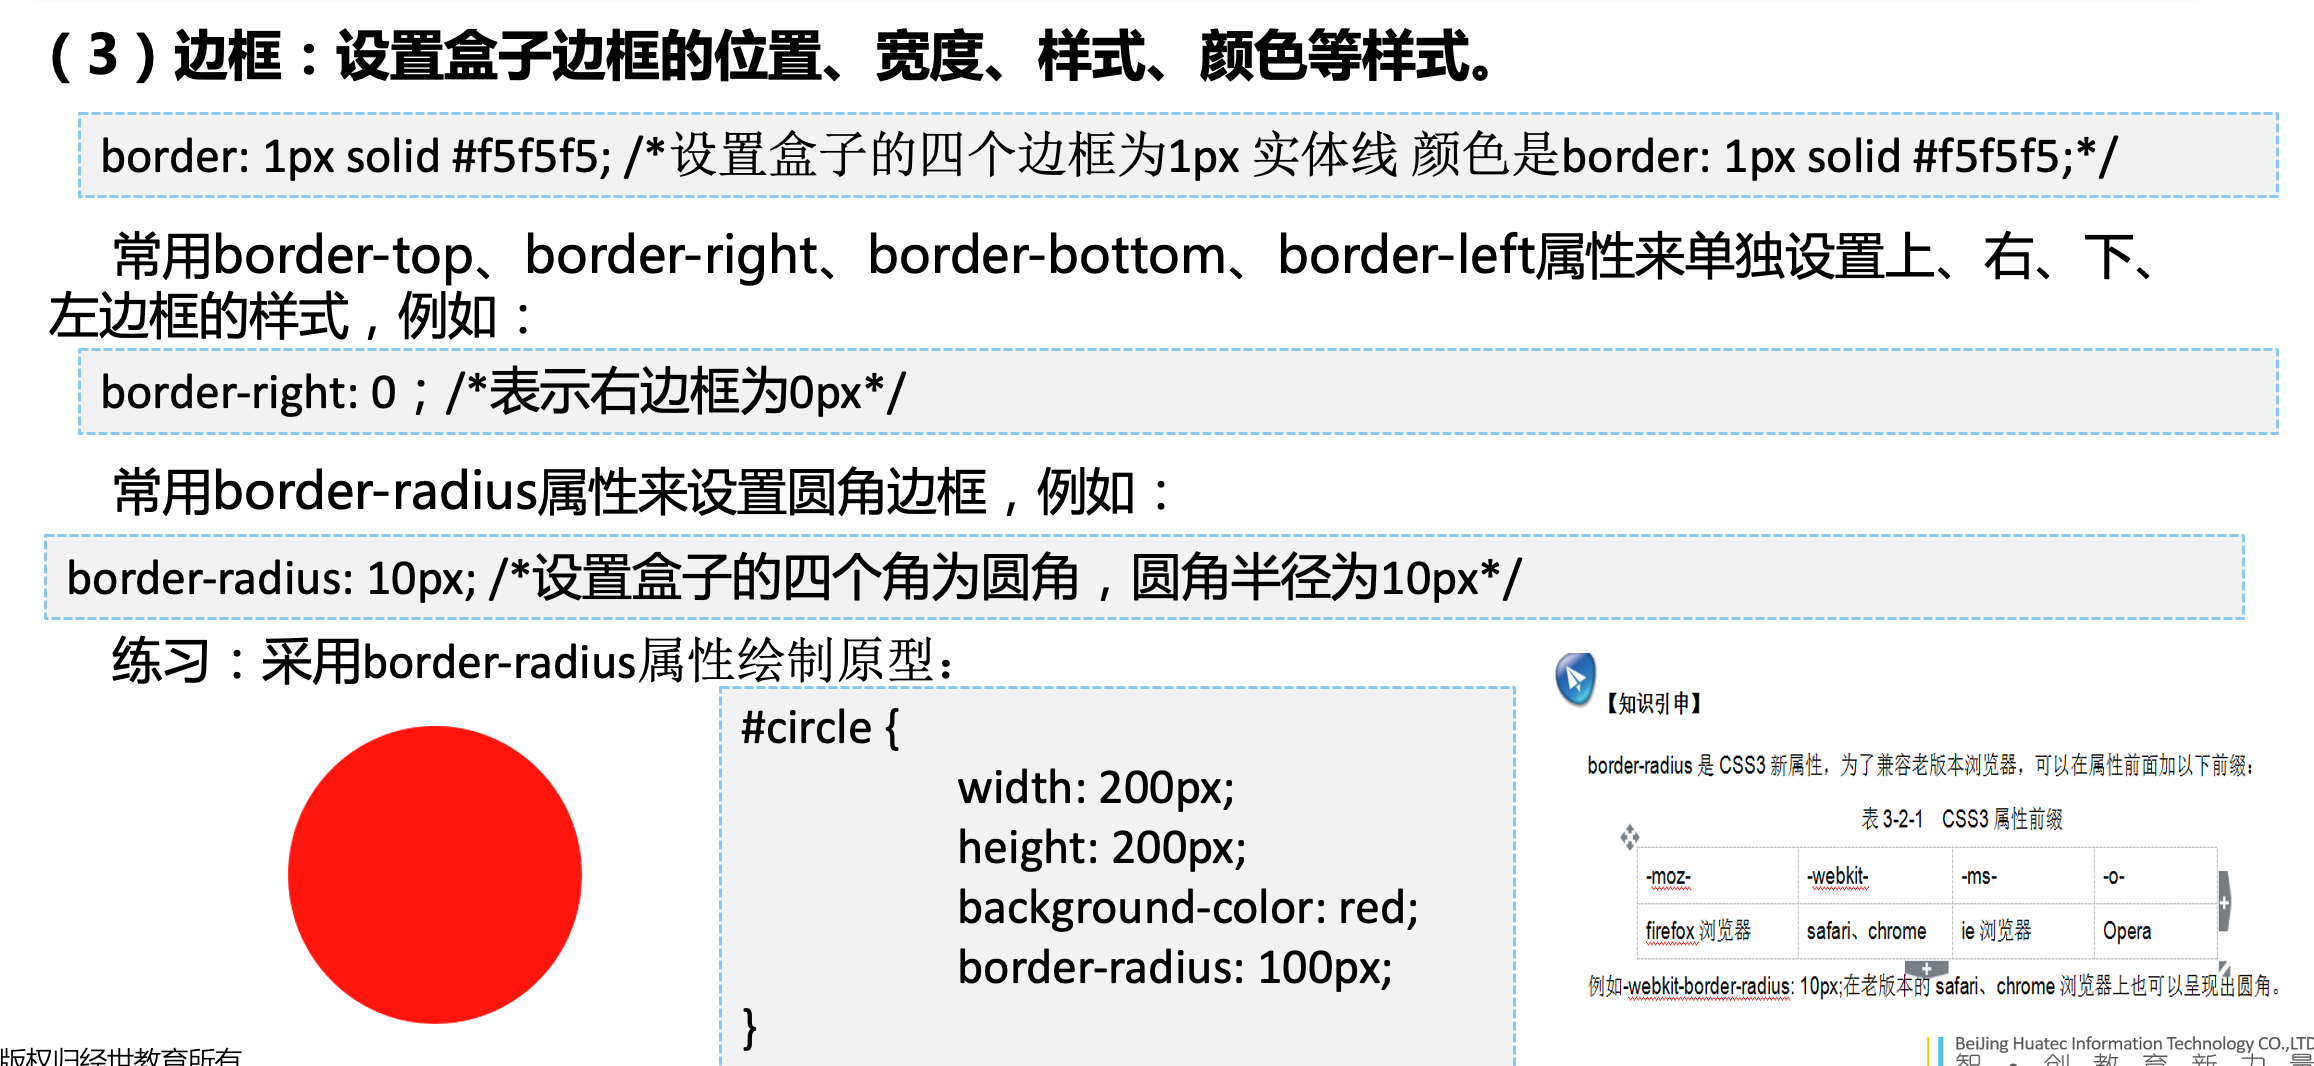 （3）边框：设置盒子边框的位置、宽度、样式、颜色等样式。
border: 1px solid #f5f5f5; /*设置盒子的四个边框为1px 实体线 颜色是border: 1px solid #f5f5f5;*/
常用border-top、border-right、border-bottom、border-left属性来单独设置上、右、下、
左边框的样式，例如：
border-right: 0；/*表示右边框为0px*/
常用border-radius属性来设置圆角边框，例如：
border-radius: 10px; /*设置盒子的四个角为圆角，圆角半径为10px*/
练习：采用border-radius属性绘制原型：
#circle {
width: 200px;
height: 200px;
background-color: red;
border-radius: 100px;
}
【知识引申】
border-radius 是 CSS3 新属性，为了兼容老版本浏览器，可以在属性前面加以下前缀：
表 3-2-1 CSS3 属性前缀
-moz- -webkit- -ms- -o-
firefox 浏览器 safari、chrome ie 浏览器 Opera
例如-webkit-border-radius: 10px;在老版本的 safari、chrome 浏览器上也可以呈现出圆角。
版权归经世教育所有
BeiJing Huatec Information Technology CO.,LTD
智·创教育新力量